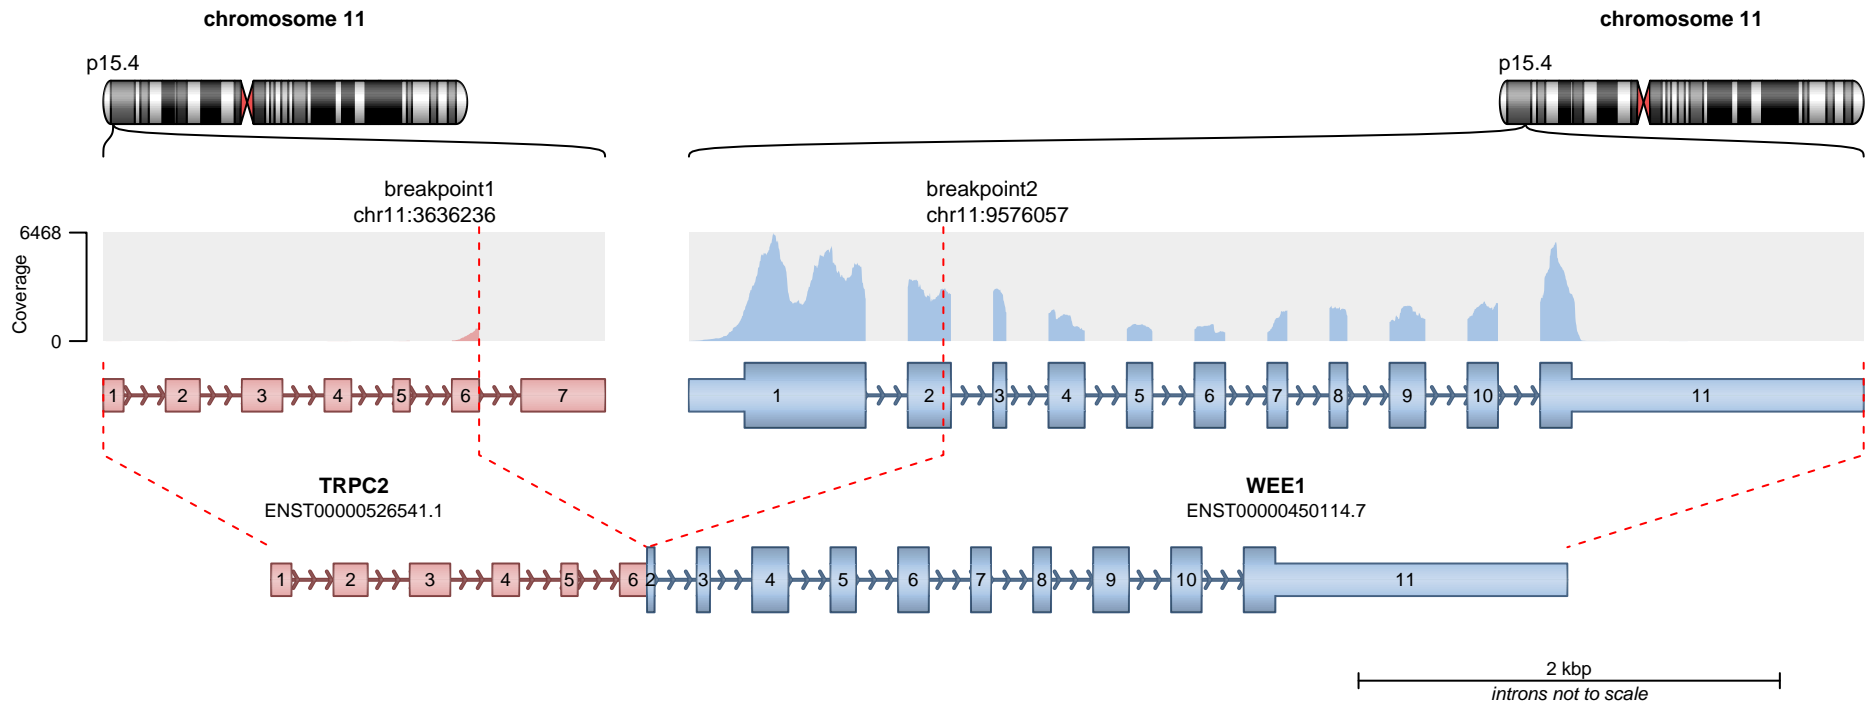 chromosome 11
chromosome 11
p15.4
p15.4
breakpoint1
chr11:3636236
breakpoint2
chr11:9576057
6468
Coverage
0
1 2 3 4 5 6 7
1 2 3 4 5 6 7 8 9 10 11
TRPC2
ENST00000526541.1
WEE1
ENST00000450114.7
1 2 3 4 5 6 2 3 4 5 6 7 8 9 10 11
2 kbp
introns not to scale